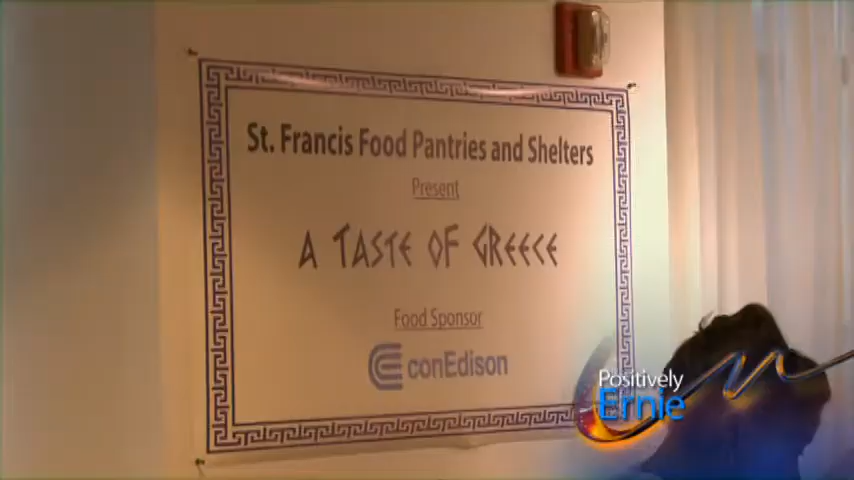 St. Francis Food Pantries and Shelters
Present
A TASTE OF GREECE
Food Sponsor
conEdison
Positively
Ernie